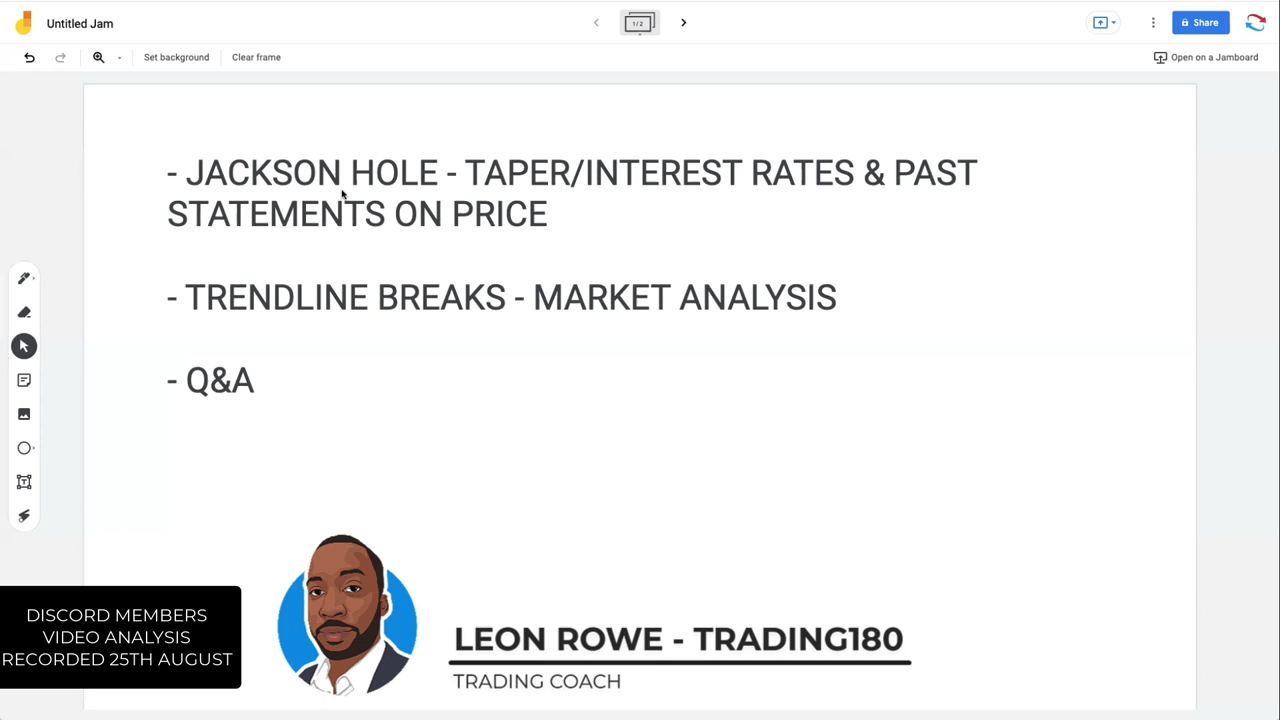 Untitled Jam
1/2
Share
Set background
Clear frame
Open on a Jamboard
- JACKSON HOLE - TAPER/INTEREST RATES & PAST
STATEMENTS ON PRICE
- TRENDLINE BREAKS - MARKET ANALYSIS
- Q&A
DISCORD MEMBERS
VIDEO ANALYSIS
RECORDED 25TH AUGUST
LEON ROWE - TRADING180
TRADING COACH